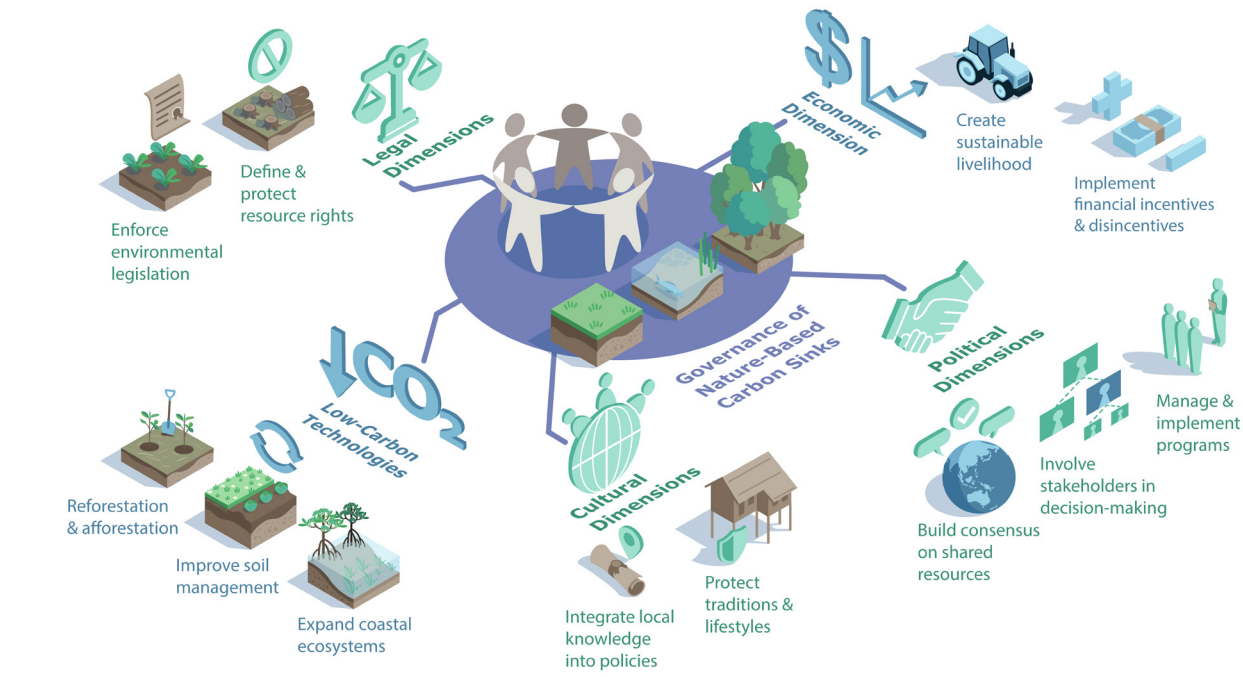 Legal
Dimensions
Define &
protect
resource rights
Enforce
environmental
legislation
Economic
Dimension
Create
sustainable
livelihood
Implement
financial incentives
& disincentives
Governance of
Nature-Based
Carbon Sinks
Political
Dimensions
Manage &
implement
programs
Involve
stakeholders in
decision-making
Build consensus
on shared
resources
CO2
Low-Carbon
Technologies
Reforestation
& afforestation
Improve soil
management
Expand coastal
ecosystems
Cultural
Dimensions
Integrate local
knowledge
into policies
Protect
traditions &
lifestyles